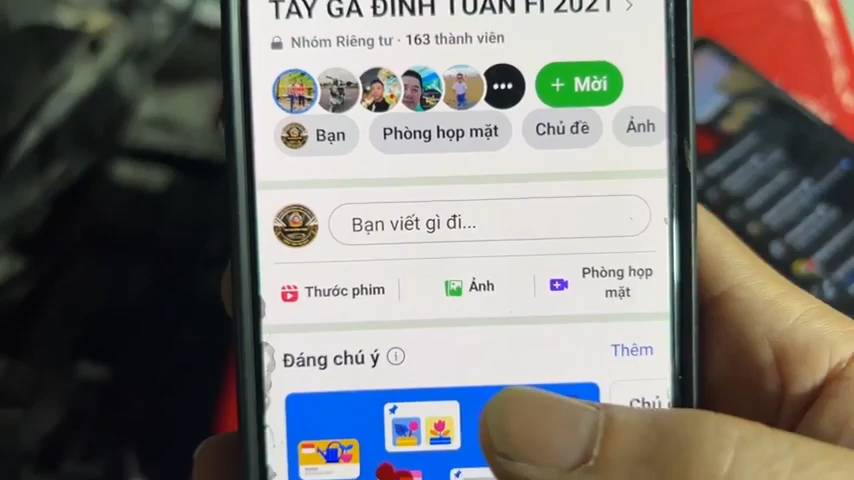 TAY GA ĐÌNH TUẤN FI 2021
Nhóm Riêng tư · 163 thành viên
+ Mời
Bạn
Phòng họp mặt
Chủ đề
Ảnh
Bạn viết gì đi...
Thước phim
Ảnh
Phòng họp mặt
Đáng chú ý
Thêm